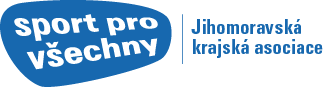 sport pro
všechny
Jihomoravská
krajská asociace